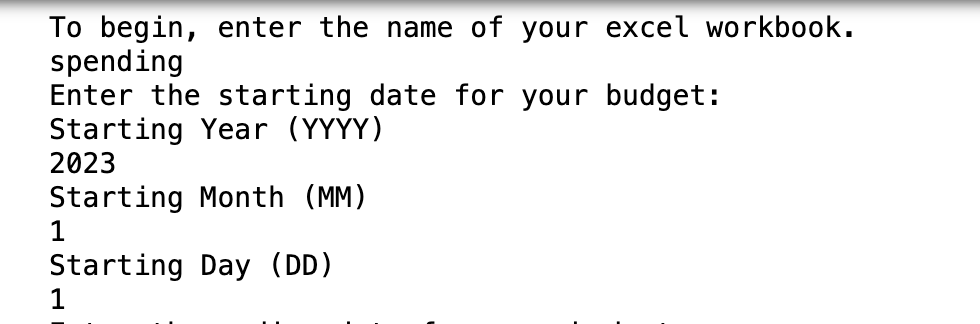 To begin, enter the name of your excel workbook.
spending
Enter the starting date for your budget:
Starting Year (YYYY)
2023
Starting Month (MM)
1
Starting Day (DD)
1